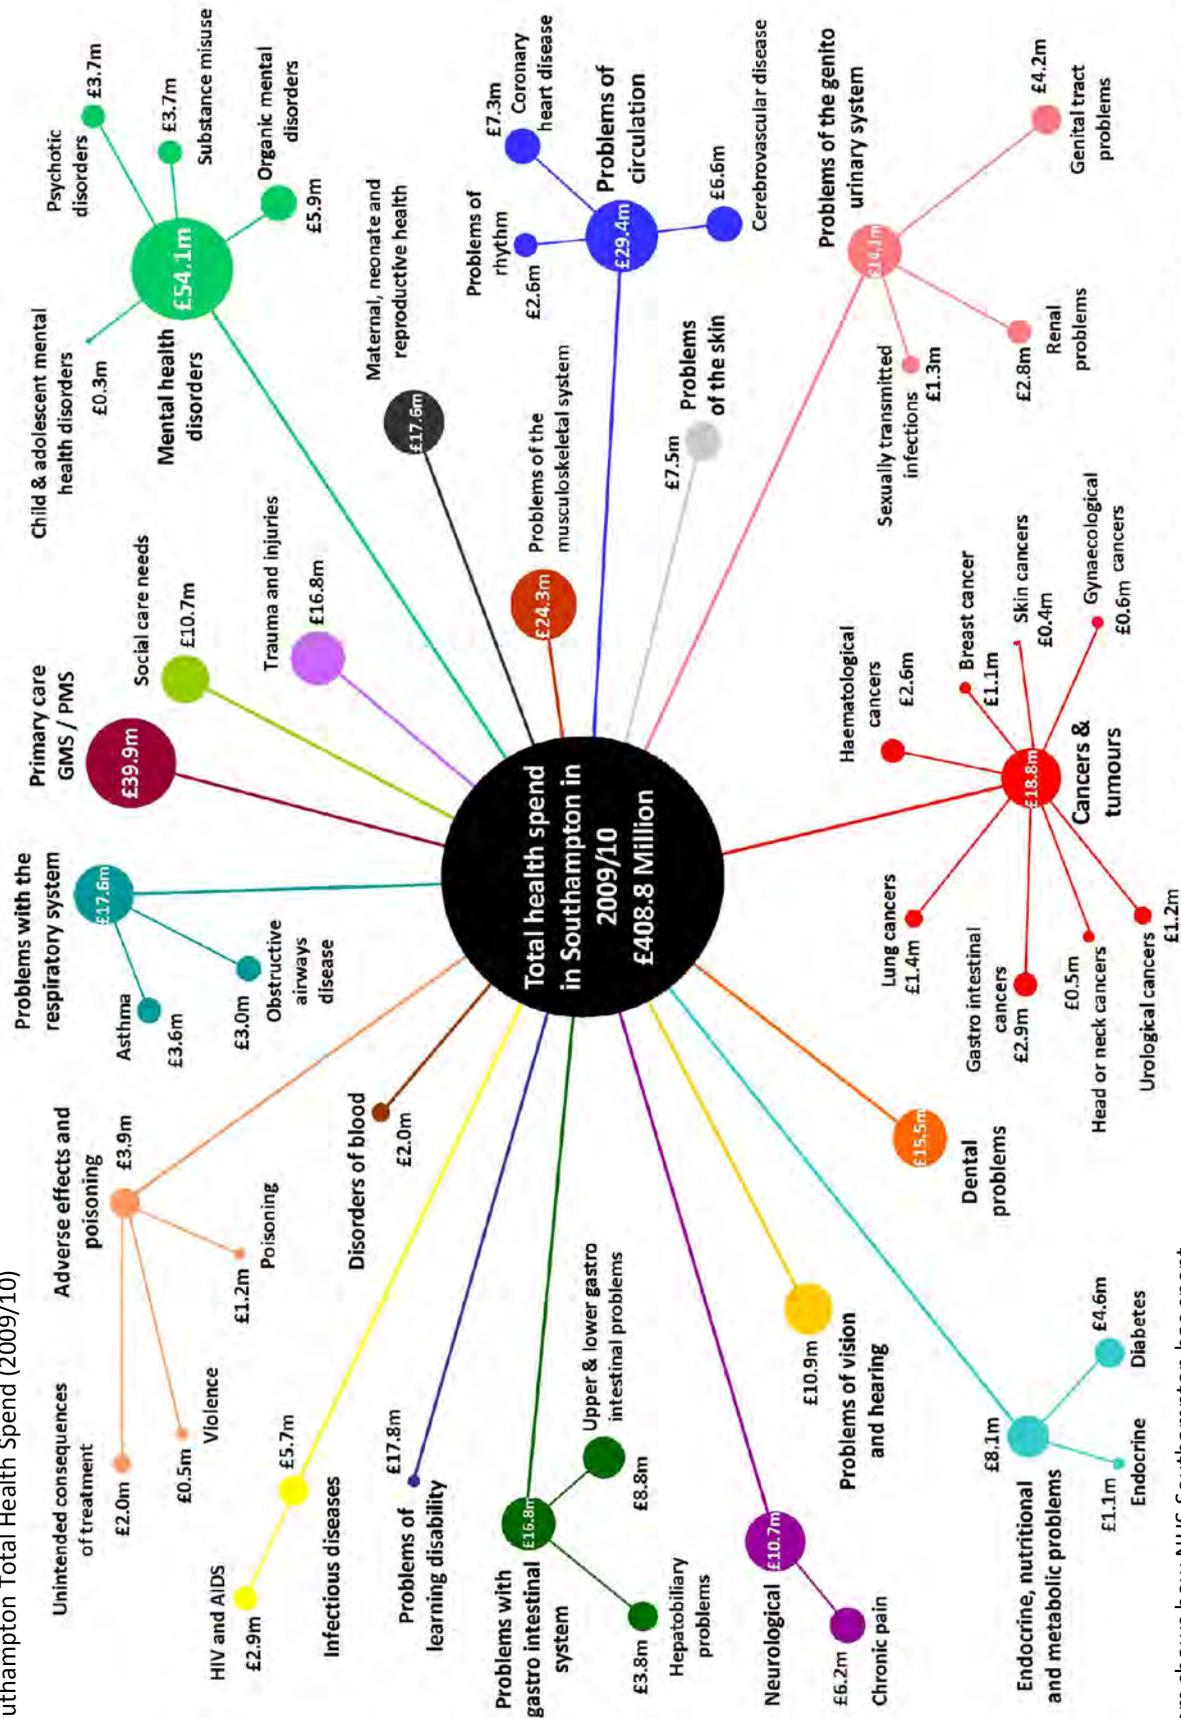 uthampton Total Health Spend (2009/10)
Total health spend
in Southampton in
2009/10
£408.8 Million
Primary care
GMS / PMS
£39.9m
Social care needs
£10.7m
Trauma and injuries
£16.8m
Mental health
disorders
£54.1m
Child & adolescent mental
health disorders
£0.3m
Psychotic
disorders
£3.7m
£3.7m
Substance misuse
Organic mental
disorders
£5.9m
Maternal, neonate and
reproductive health
£17.6m
Problems of the
musculoskeletal system
£24.3m
Problems of
circulation
£29.4m
Problems of
rhythm
£2.6m
£7.3m
Coronary
heart disease
£6.6m
Cerebrovascular disease
Problems
of the skin
£7.5m
Problems of the genito
urinary system
£14.1m
Sexually transmitted
infections
£1.3m
£2.8m
Renal
problems
£4.2m
Genital tract
problems
Cancers &
tumours
£18.8m
Haematological
cancers
£2.6m
Breast cancer
£1.1m
Skin cancers
£0.4m
Gynaecological
cancers
£0.6m
Lung cancers
£1.4m
Gastro intestinal
cancers
£2.9m
£0.5m
Head or neck cancers
Urological cancers
£1.2m
Dental
problems
£15.5m
Endocrine, nutritional
and metabolic problems
£8.1m
£4.6m
Diabetes
£1.1m
Endocrine
Problems of vision
and hearing
£10.9m
Neurological
£10.7m
£6.2m
Chronic pain
Problems with
gastro intestinal
system
£16.8m
Upper & lower gastro
intestinal problems
£8.8m
£3.8m
Hepatobiliary
problems
Problems of
learning disability
£17.8m
Infectious diseases
£5.7m
HIV and AIDS
£2.9m
Disorders of blood
£2.0m
Adverse effects and
poisoning
£3.9m
Unintended consequences
of treatment
£2.0m
£0.5m
Violence
£1.2m
Poisoning
Problems with the
respiratory system
£17.6m
Asthma
£3.6m
£3.0m
Obstructive
airways
disease
shows how NHS Southampton has spent